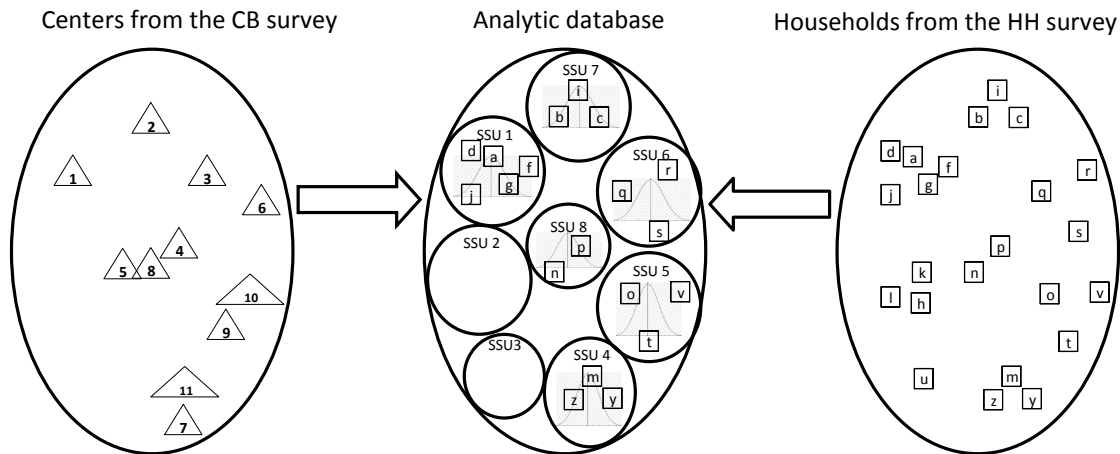 Centers from the CB survey
Analytic database
Households from the HH survey
2
1
3
6
4
5
8
10
9
11
7
SSU 7
i
b
c
SSU 1
d
a
f
g
j
SSU 6
r
q
s
SSU 8
p
n
SSU 2
SSU 5
o
v
t
SSU3
SSU 4
m
z
y
i
b
c
d
a
f
g
j
r
q
s
p
n
k
l
h
o
v
t
u
m
z
y